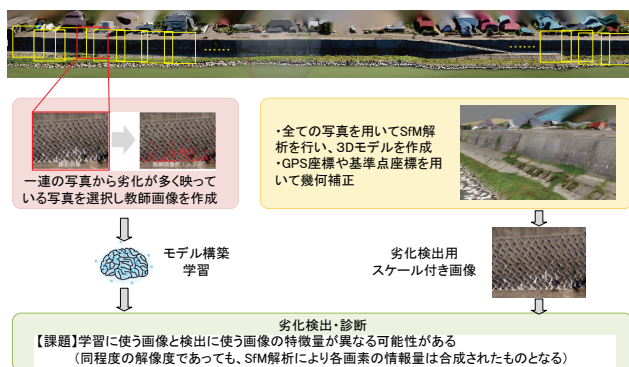 一連の写真から劣化が多く映って
いる写真を選択し教師画像を作成
・全ての写真を用いてSfM解
析を行い、3Dモデルを作成
・GPS座標や基準点座標を用
いて幾何補正
モデル構築
学習
劣化検出用
スケール付き画像
劣化検出・診断
【課題】学習に使う画像と検出に使う画像の特徴量が異なる可能性がある
（同程度の解像度であっても、SfM解析により各画素の情報量は合成されたものとなる）